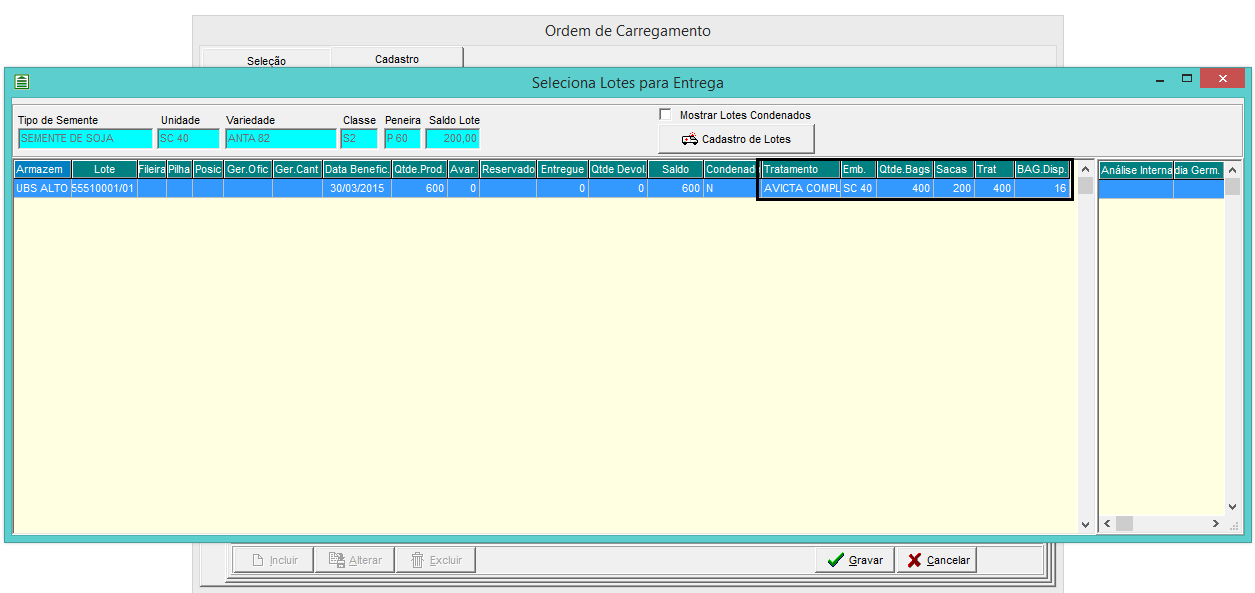 Ordem de Carregamento
Seleção Cadastro
Seleciona Lotes para Entrega
Mostrar Lotes Condenados
Tipo de Semente Unidade Variedade Classe Peneira Saldo Lote
SEMENTE DE SOJA SC 40 ANTA 82 S2 P 60 200,00
Cadastro de Lotes
Armazem Lote Fileira Pilha Posic Ger.Ofic Ger.Cant Data Benefic. Qtde.Prod. Avar. Reservado Entregue Qtde Devol. Saldo Condenad Tratamento Emb. Qtde.Bags Sacas Trat BAG.Disp. Análise Interna dia Germ.
UBS ALTO 55510001/01 30/03/2015 600 0 0 0 600 N AVICTA COMPL SC 40 400 200 400 16
Incluir Alterar Excluir Gravar Cancelar